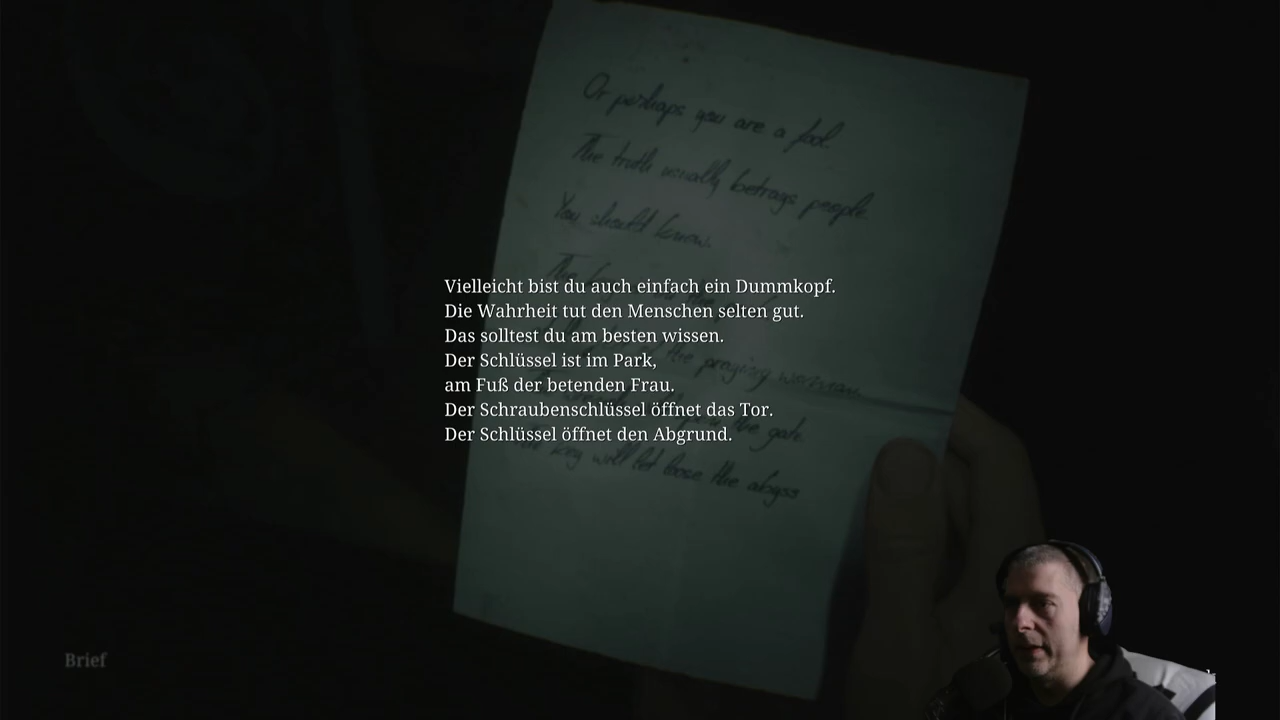 Or perhaps you are a fool.
The truth usually betrays people.
You should know.
Vielleicht bist du auch einfach ein Dummkopf.
Die Wahrheit tut den Menschen selten gut.
Das solltest du am besten wissen.
Der Schlüssel ist im Park,
am Fuß der betenden Frau.
Der Schraubenschlüssel öffnet das Tor.
Der Schlüssel öffnet den Abgrund.
the praying woman
the gate.
key will let loose the abyss
Brief